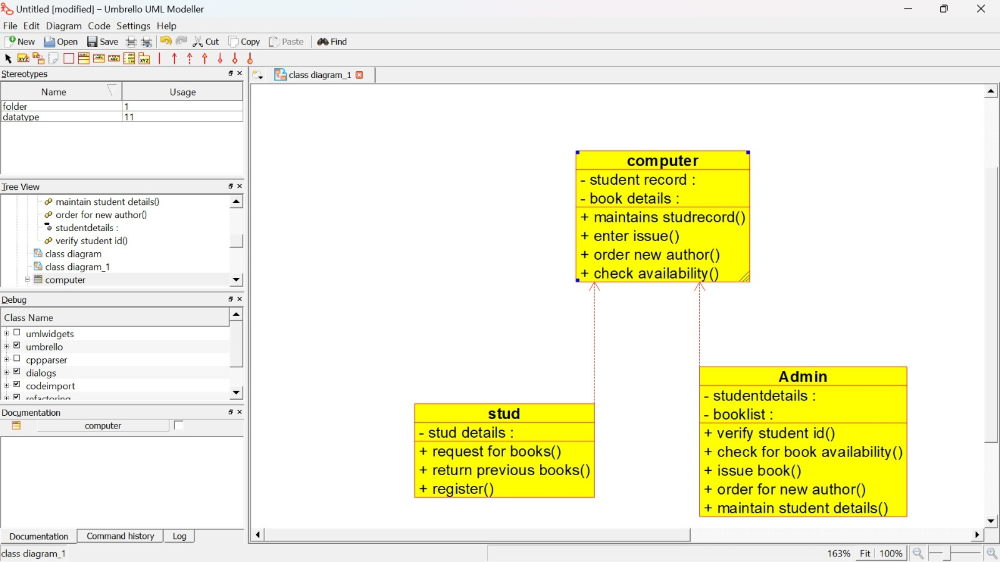 Untitled [modified] – Umbrello UML Modeller
File Edit Diagram Code Settings Help
New Open Save Cut Copy Paste Find
Stereotypes
Name Usage
folder 1
datatype 11
Tree View
maintain student details()
order for new author()
studentdetails :
verify student id()
class diagram
class diagram_1
computer
Debug
Class Name
umlwidgets
umbrello
cppparser
dialogs
codeimport
refactoring
Documentation
computer
Documentation Command history Log
class diagram_1
class diagram_1
computer
- student record :
- book details :
+ maintains studrecord()
+ enter issue()
+ order new author()
+ check availability()
stud
- stud details :
+ request for books()
+ return previous books()
+ register()
Admin
- studentdetails :
- booklist :
+ verify student id()
+ check for book availability()
+ issue book()
+ order for new author()
+ maintain student details()
163% Fit 100%